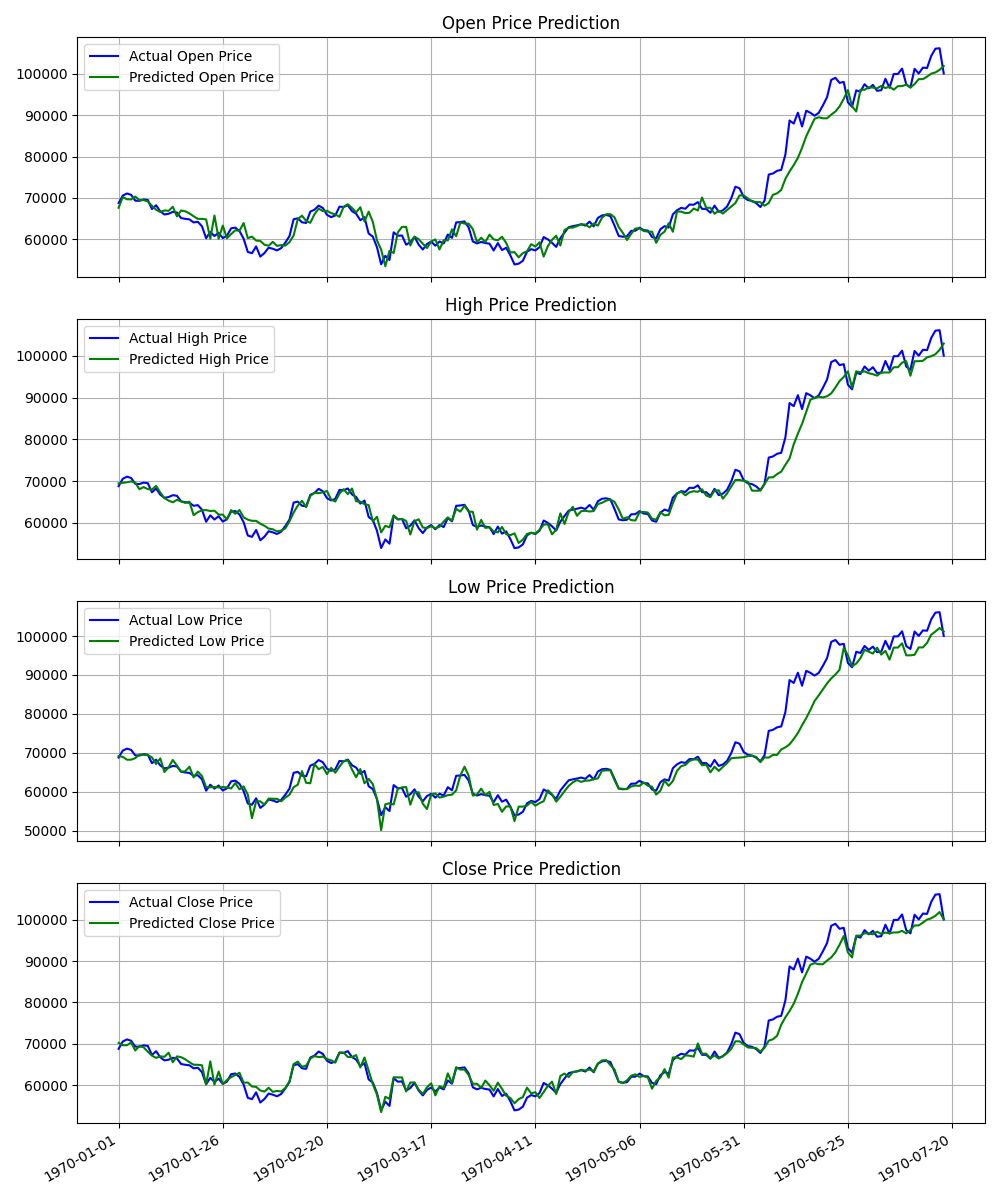 Open Price Prediction
Actual Open Price
Predicted Open Price
100000
90000
80000
70000
60000
High Price Prediction
Actual High Price
Predicted High Price
100000
90000
80000
70000
60000
Low Price Prediction
Actual Low Price
Predicted Low Price
100000
90000
80000
70000
60000
50000
Close Price Prediction
Actual Close Price
Predicted Close Price
100000
90000
80000
70000
60000
1970-01-01
1970-01-26
1970-02-20
1970-03-17
1970-04-11
1970-05-06
1970-05-31
1970-06-25
1970-07-20